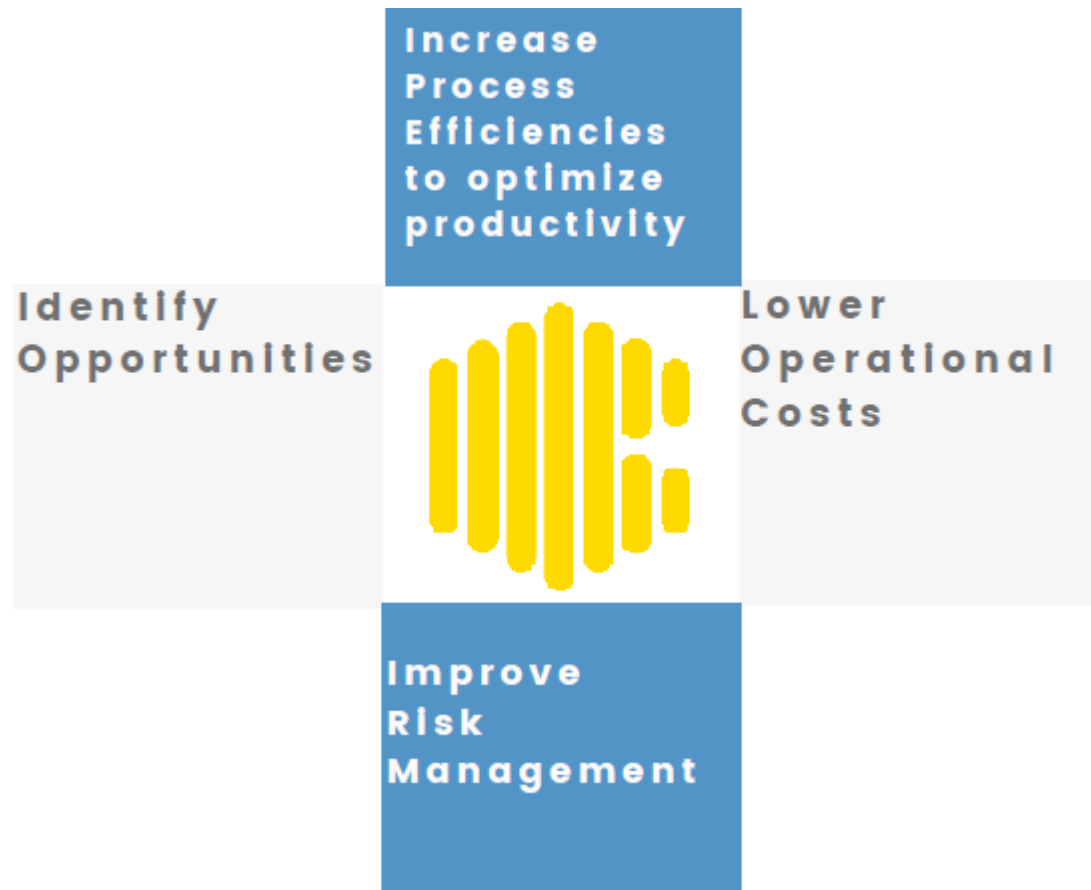 Increase
Process
Efficiencies
to optimize
productivity
Identify
Opportunities
Lower
Operational
Costs
Improve
Risk
Management